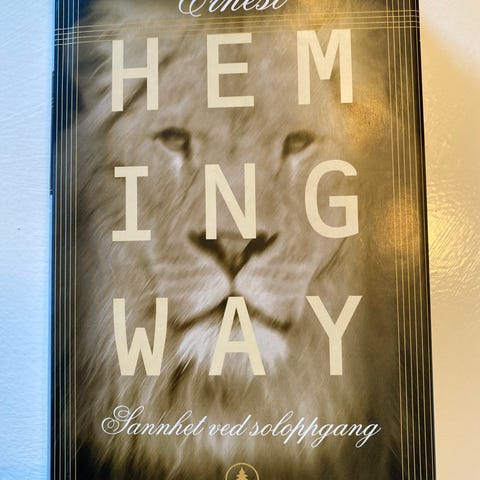 Ernest
HEM
ING
WAY
Sannhet ved soloppgang